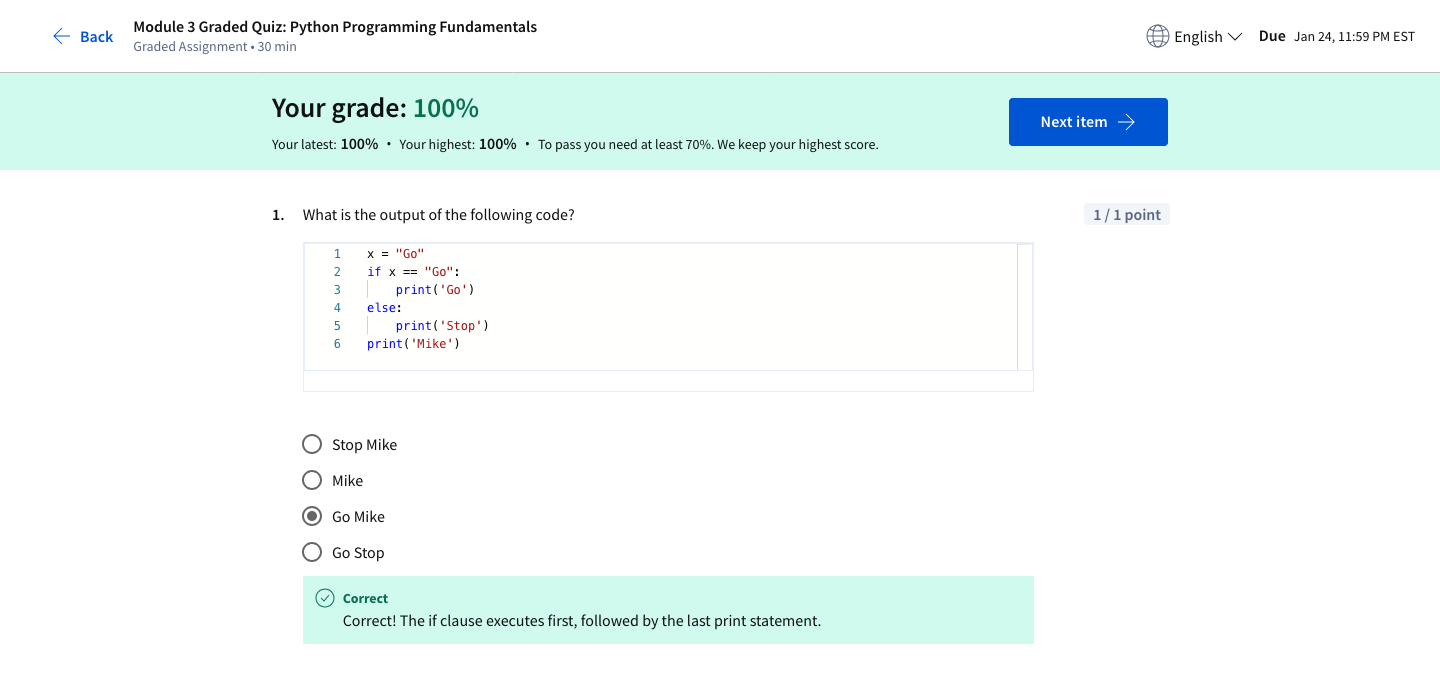 Back
Module 3 Graded Quiz: Python Programming Fundamentals
Graded Assignment • 30 min
English
Due Jan 24, 11:59 PM EST
Your grade: 100%
Your latest: 100% • Your highest: 100% • To pass you need at least 70%. We keep your highest score.
Next item
1. What is the output of the following code?
1 / 1 point
1 x = "Go"
2 if x == "Go":
3     print('Go')
4 else:
5     print('Stop')
6 print('Mike')
Stop Mike
Mike
Go Mike
Go Stop
Correct
Correct! The if clause executes first, followed by the last print statement.